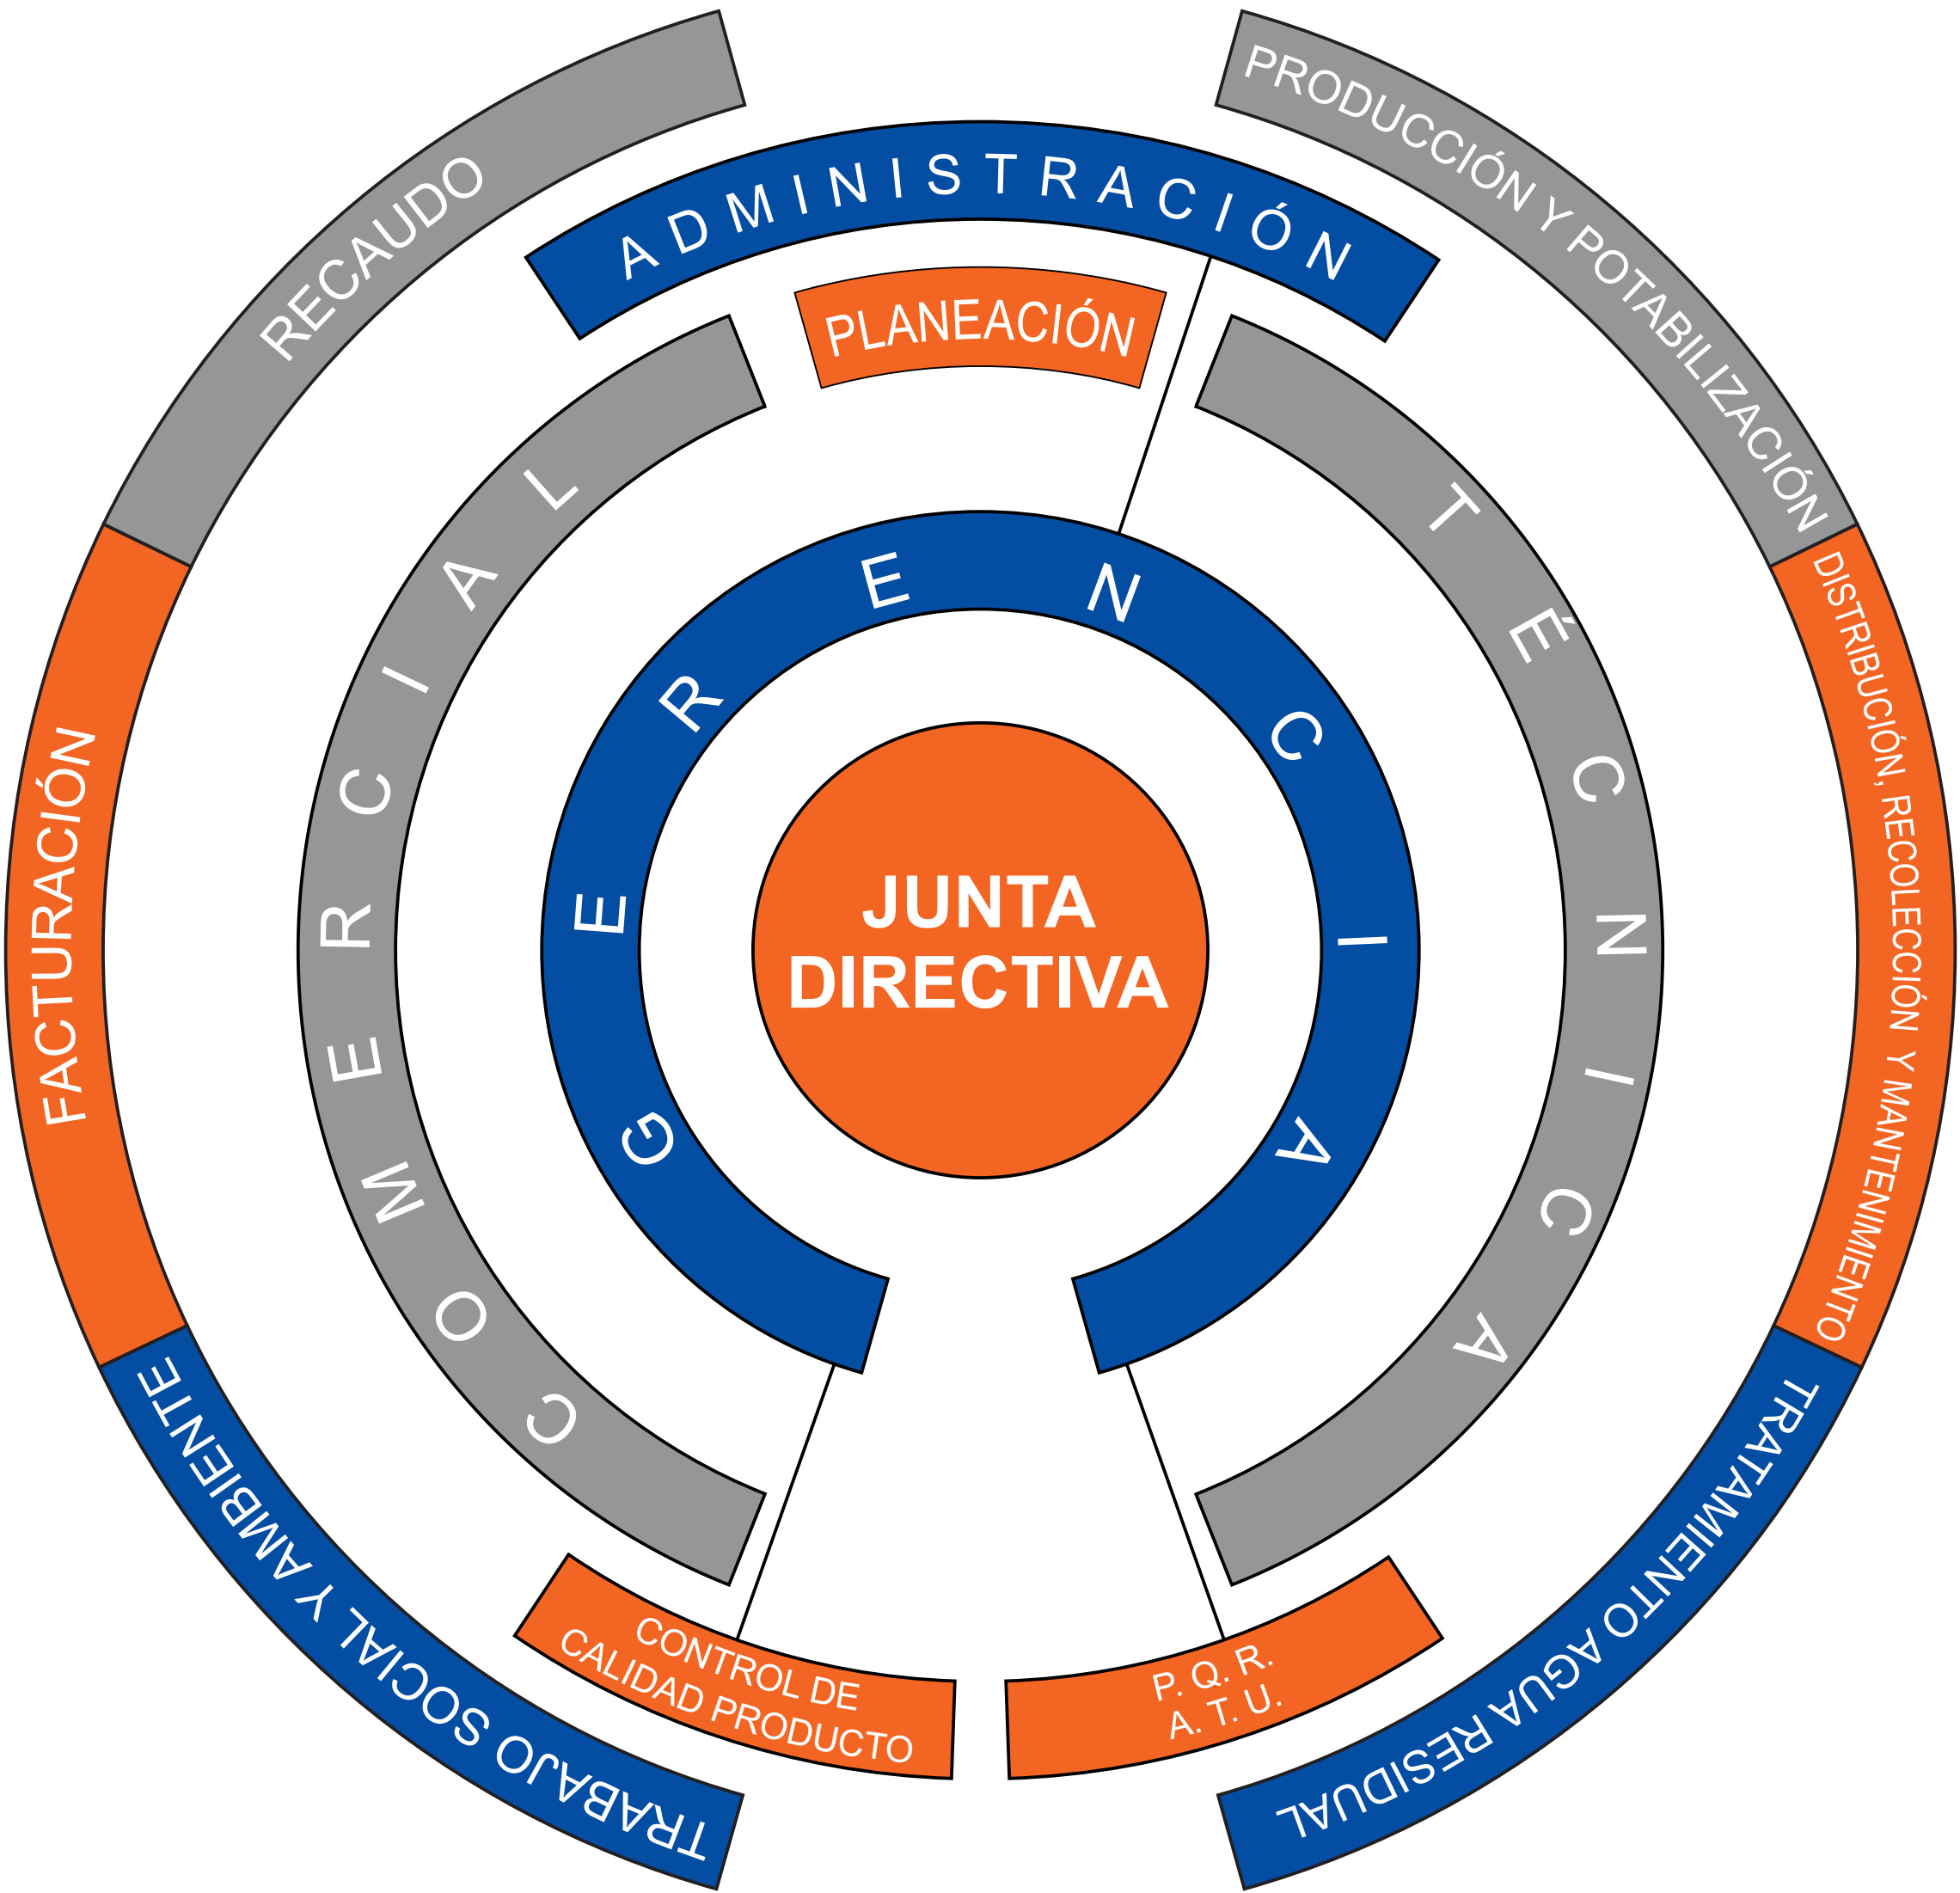 RECAUDO
PRODUCCIÓN Y POTABILIZACIÓN
ADMINISTRACIÓN
PLANEACIÓN
COMERCIAL
TÉCNICA
GERENCIA
JUNTA
DIRECTIVA
FACTURACIÓN
DISTRIBUCIÓN, RECOLECCIÓN Y MANTENIMIENTO
TRABAJO SOCIAL Y AMBIENTE
TRATAMIENTO AGUA RESIDUAL
CONTROL DE
CALIDAD PRODUCTO
P. Q. R.
A. T. U.